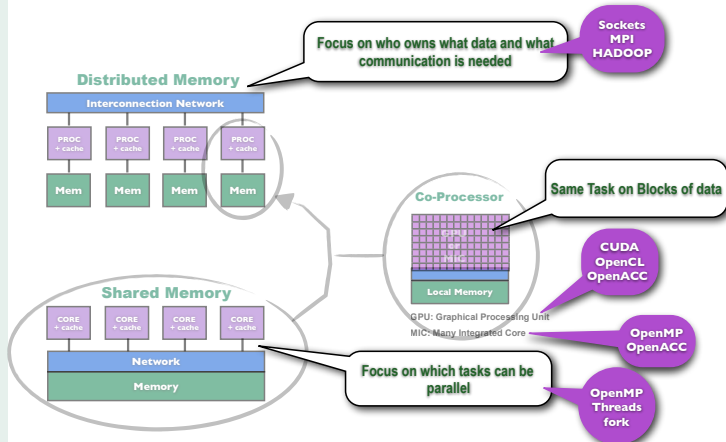 Focus on who owns what data and what
communication is needed
Sockets
MPI
HADOOP
Distributed Memory
Interconnection Network
PROC
+ cache
PROC
+ cache
PROC
+ cache
PROC
+ cache
Mem
Mem
Mem
Mem
Same Task on Blocks of data
Co-Processor
GPU
or
MIC
Local Memory
GPU: Graphical Processing Unit
MIC: Many Integrated Core
CUDA
OpenCL
OpenACC
OpenMP
OpenACC
Shared Memory
CORE
+ cache
CORE
+ cache
CORE
+ cache
CORE
+ cache
Network
Memory
Focus on which tasks can be
parallel
OpenMP
Threads
fork